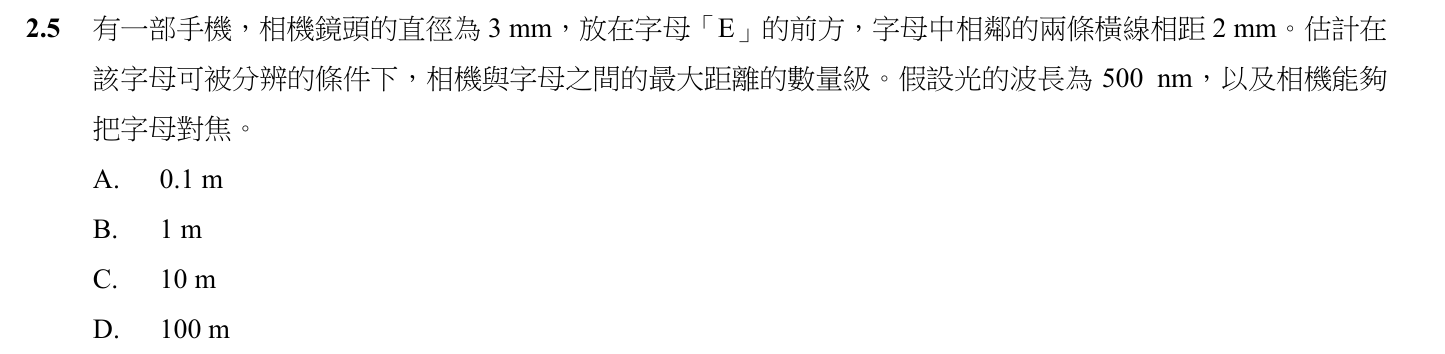 2.5 有一部手機，相機鏡頭的直徑為 3 mm，放在字母「E」的前方，字母中相鄰的兩條橫線相距 2 mm。估計在
該字母可被分辨的條件下，相機與字母之間的最大距離的數量級。假設光的波長為 500 nm，以及相機能夠
把字母對焦。
A. 0.1 m
B. 1 m
C. 10 m
D. 100 m